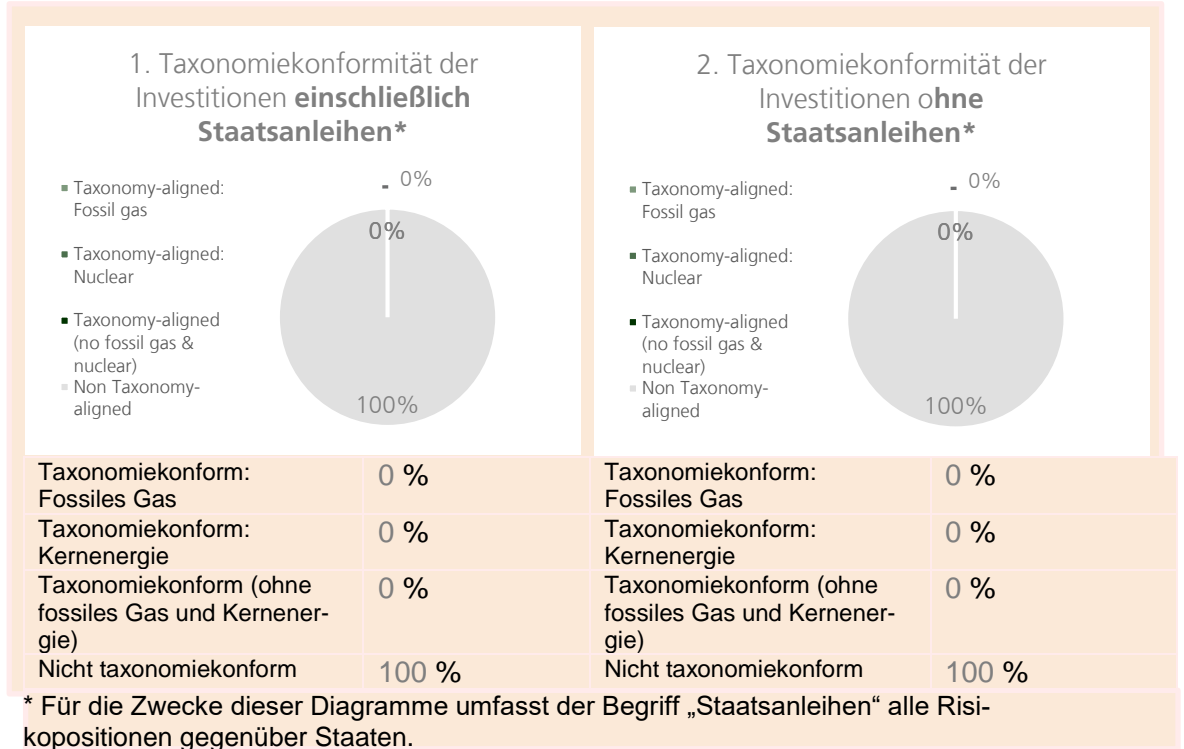 1. Taxonomiekonformität der
Investitionen einschließlich
Staatsanleihen*
Taxonomy-aligned:
Fossil gas
Taxonomy-aligned:
Nuclear
Taxonomy-aligned
(no fossil gas &
nuclear)
Non Taxonomy-
aligned
- 0%
0%
100%
2. Taxonomiekonformität der
Investitionen ohne
Staatsanleihen*
Taxonomy-aligned:
Fossil gas
Taxonomy-aligned:
Nuclear
Taxonomy-aligned
(no fossil gas &
nuclear)
Non Taxonomy-
aligned
- 0%
0%
100%
Taxonomiekonform:
Fossiles Gas
0 %
Taxonomiekonform:
Fossiles Gas
0 %
Taxonomiekonform:
Kernenergie
0 %
Taxonomiekonform:
Kernenergie
0 %
Taxonomiekonform (ohne
fossiles Gas und Kernener-
gie)
0 %
Taxonomiekonform (ohne
fossiles Gas und Kernener-
gie)
0 %
Nicht taxonomiekonform
100 %
Nicht taxonomiekonform
100 %
* Für die Zwecke dieser Diagramme umfasst der Begriff „Staatsanleihen“ alle Risi-
kopositionen gegenüber Staaten.